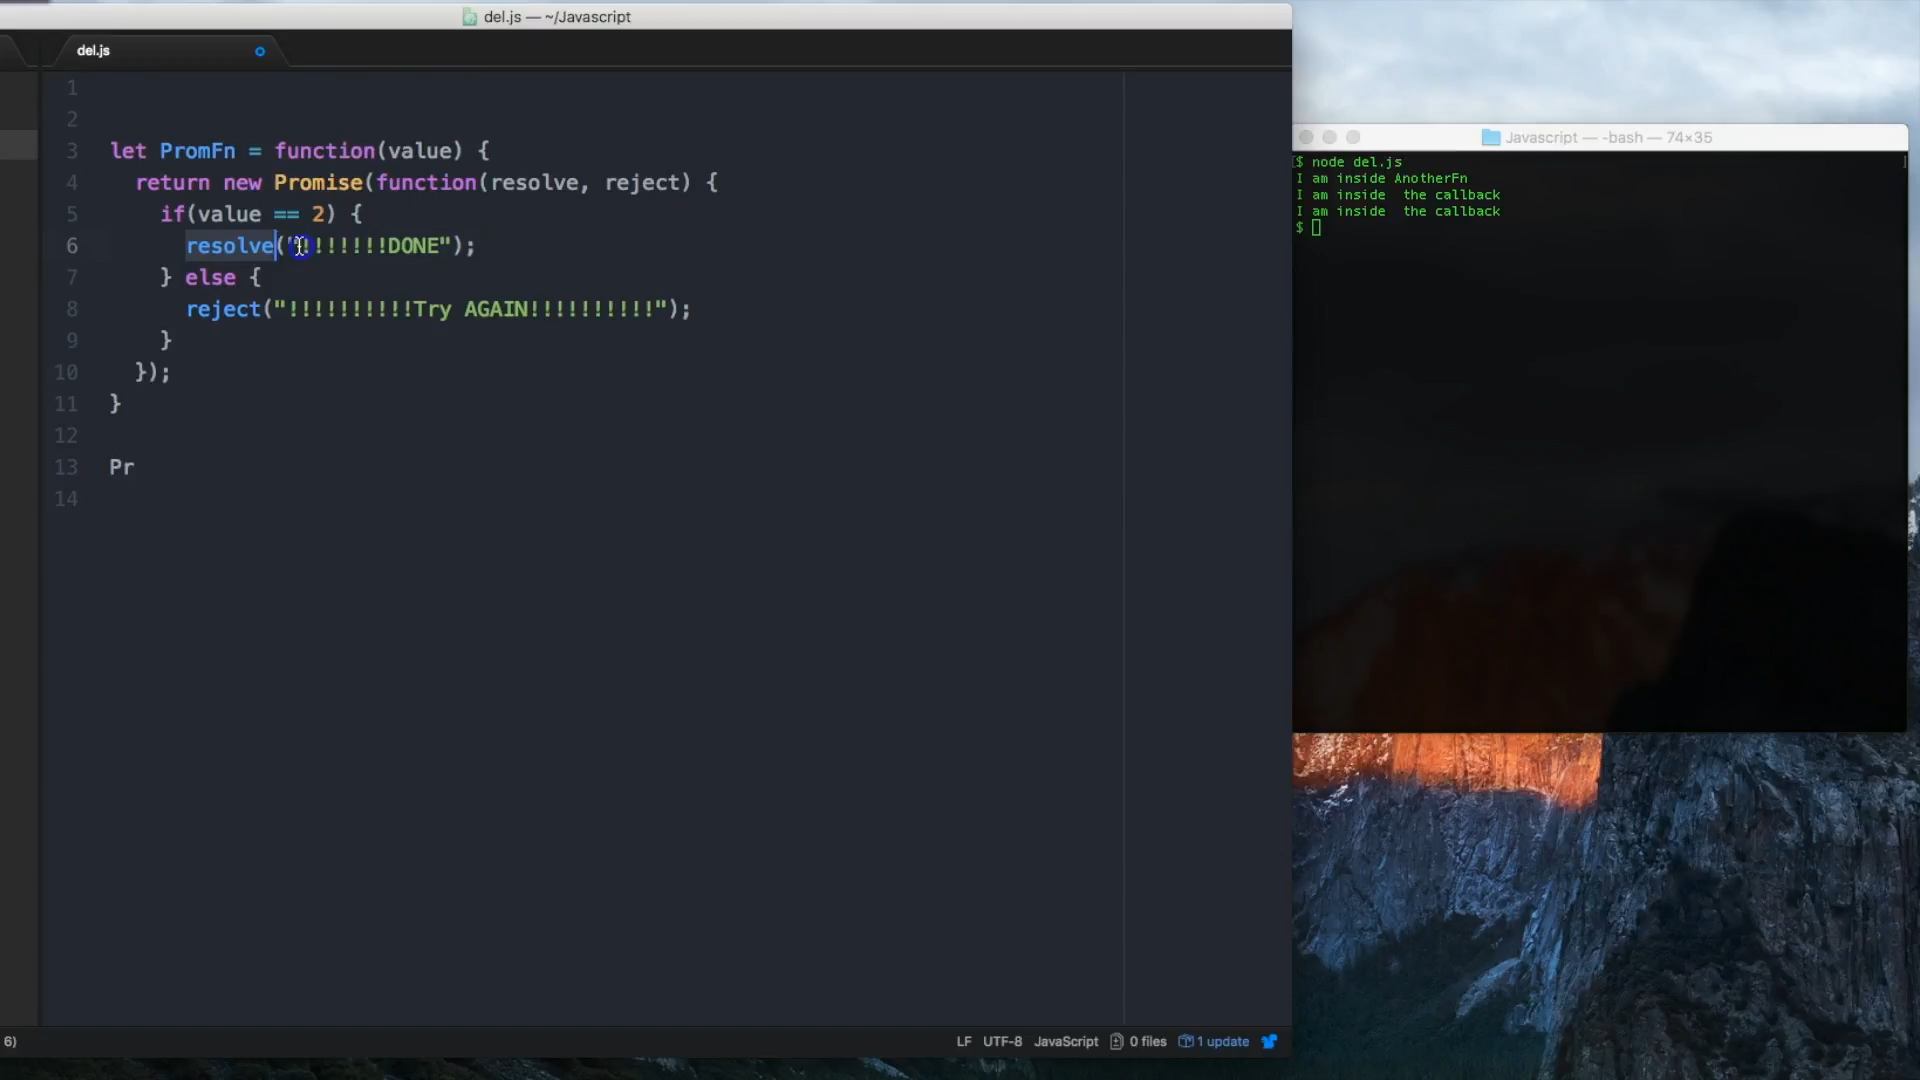 del.js — ~/Javascript
del.js
1
2
3 let PromFn = function(value) {
4 return new Promise(function(resolve, reject) {
5 if(value == 2) {
6 resolve("!!!!!!!!DONE");
7 } else {
8 reject("!!!!!!!!!!Try AGAIN!!!!!!!!!!");
9 }
10 });
11 }
12
13 Pr
14
6)
LF UTF-8 JavaScript 0 files 1 update
Javascript — -bash — 74×35
$ node del.js
I am inside AnotherFn
I am inside  the callback
I am inside  the callback
$